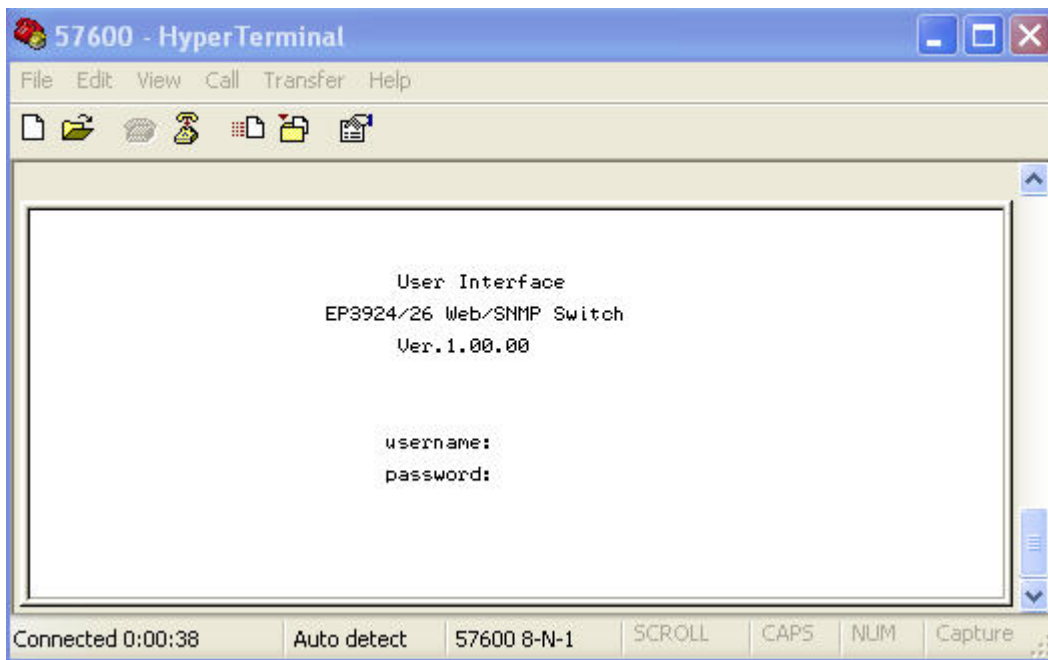 57600 - HyperTerminal
File Edit View Call Transfer Help
User Interface
EP3924/26 Web/SNMP Switch
Ver.1.00.00
username:
password:
Connected 0:00:38 Auto detect 57600 8-N-1 SCROLL CAPS NUM Capture